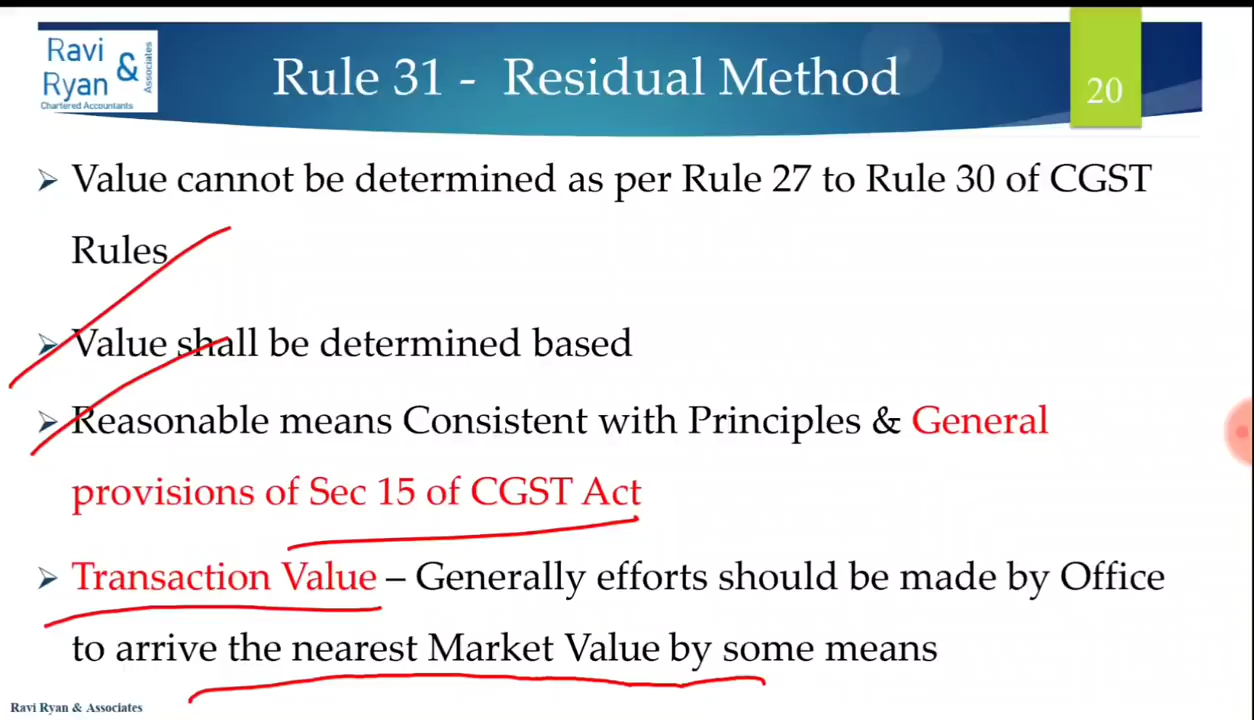 Ravi
Ryan
&
Associates
Chartered Accountants
Rule 31 - Residual Method
20
Value cannot be determined as per Rule 27 to Rule 30 of CGST
Rules
Value shall be determined based
Reasonable means Consistent with Principles & General
provisions of Sec 15 of CGST Act
Transaction Value – Generally efforts should be made by Office
to arrive the nearest Market Value by some means
Ravi Ryan & Associates